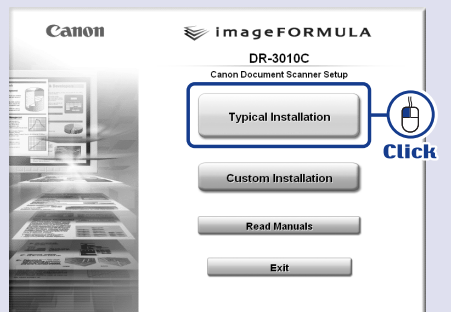 Canon
imageFORMULA
DR-3010C
Canon Document Scanner Setup
Typical Installation
Click
Custom Installation
Read Manuals
Exit